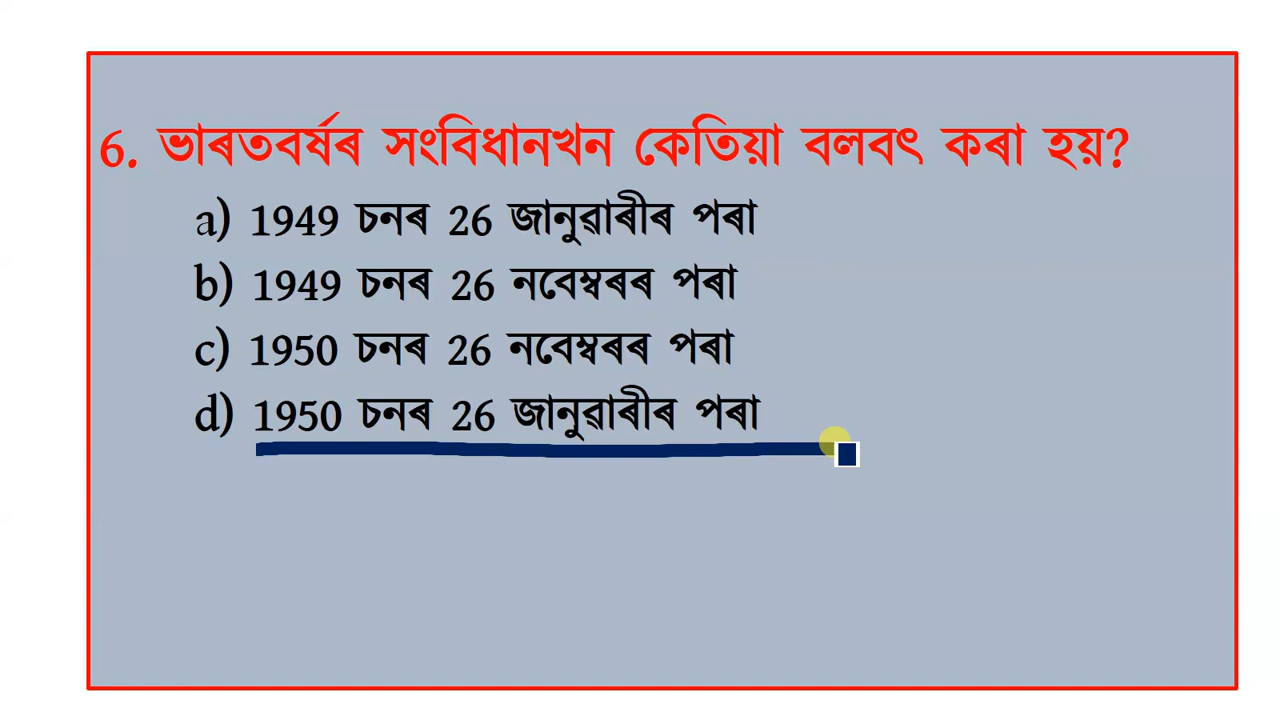 6. ভাৰতবৰ্ষৰ সংবিধানখন কেতিয়া বলবৎ কৰা হয়?
a) 1949 চনৰ 26 জানুৱাৰীৰ পৰা
b) 1949 চনৰ 26 নবেম্বৰৰ পৰা
c) 1950 চনৰ 26 নবেম্বৰৰ পৰা
d) 1950 চনৰ 26 জানুৱাৰীৰ পৰা